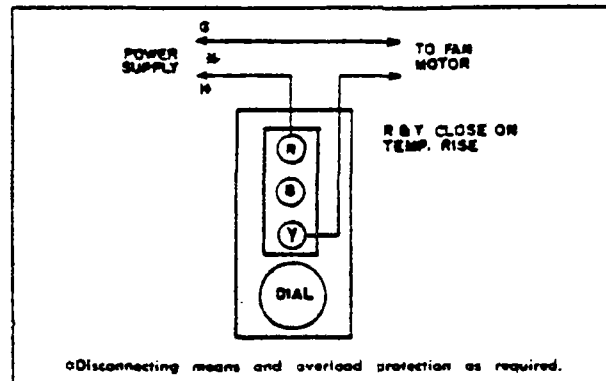 G
POWER SUPPLY
TO FAN MOTOR
H
R & Y CLOSE ON
TEMP. RISE
R
B
Y
DIAL
Disconnecting means and overload protection as required.